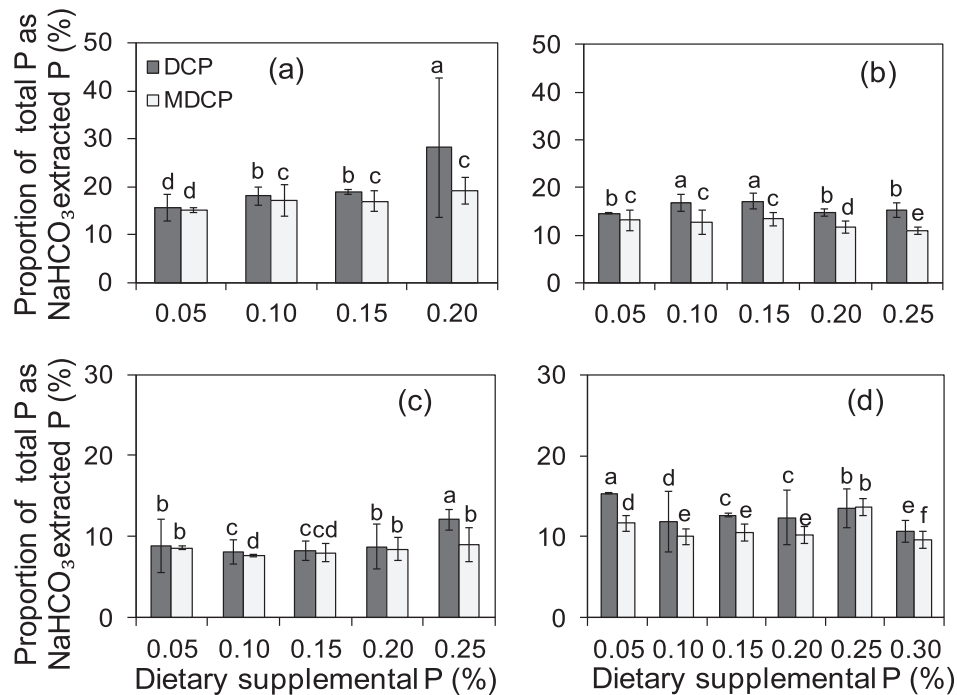 Proportion of total P as
NaHCO₃extracted P (%)
50
40
30
20
10
0
DCP
MDCP
(a)
d d b c b c a c
0.05 0.10 0.15 0.20
50
40
30
20
10
0
(b)
b c a c a c b d b e
0.05 0.10 0.15 0.20 0.25
Proportion of total P as
NaHCO₃extracted P (%)
30
20
10
0
(c)
b b c d c cd b b a b
0.05 0.10 0.15 0.20 0.25
Dietary supplemental P (%)
30
20
10
0
(d)
a d d e c e c e b b e f
0.05 0.10 0.15 0.20 0.25 0.30
Dietary supplemental P (%)